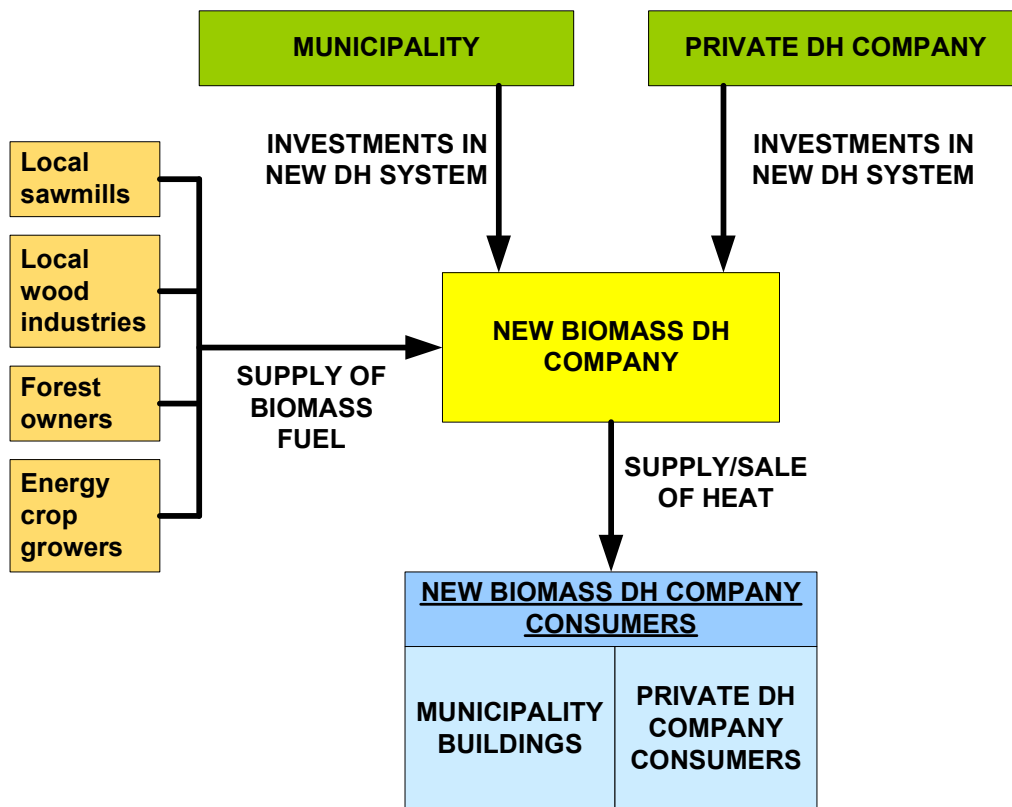 MUNICIPALITY
PRIVATE DH COMPANY
INVESTMENTS IN
NEW DH SYSTEM
INVESTMENTS IN
NEW DH SYSTEM
Local
sawmills
Local
wood
industries
Forest
owners
Energy
crop
growers
SUPPLY OF
BIOMASS
FUEL
NEW BIOMASS DH
COMPANY
SUPPLY/SALE
OF HEAT
NEW BIOMASS DH COMPANY
CONSUMERS
MUNICIPALITY
BUILDINGS
PRIVATE DH
COMPANY
CONSUMERS